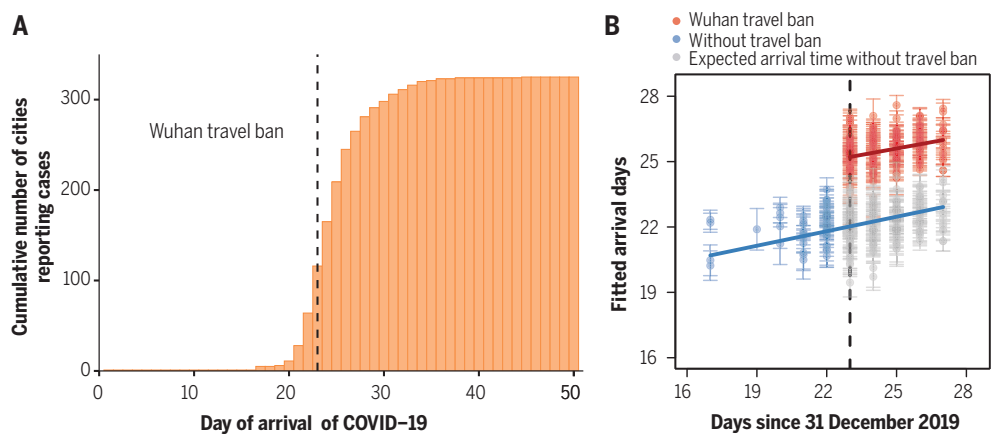 A
Cumulative number of cities
reporting cases
300
200
100
0
Wuhan travel ban
0 10 20 30 40 50
Day of arrival of COVID–19
B
Wuhan travel ban
Without travel ban
Expected arrival time without travel ban
Fitted arrival days
28
25
22
19
16
16 19 22 25 28
Days since 31 December 2019